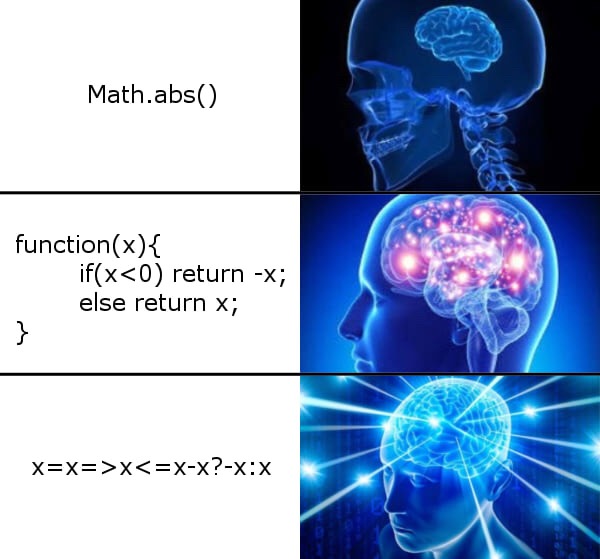 Math.abs()
function(x){
if(x<0) return -x;
else return x;
}
x=x=>x<=x-x?-x:x